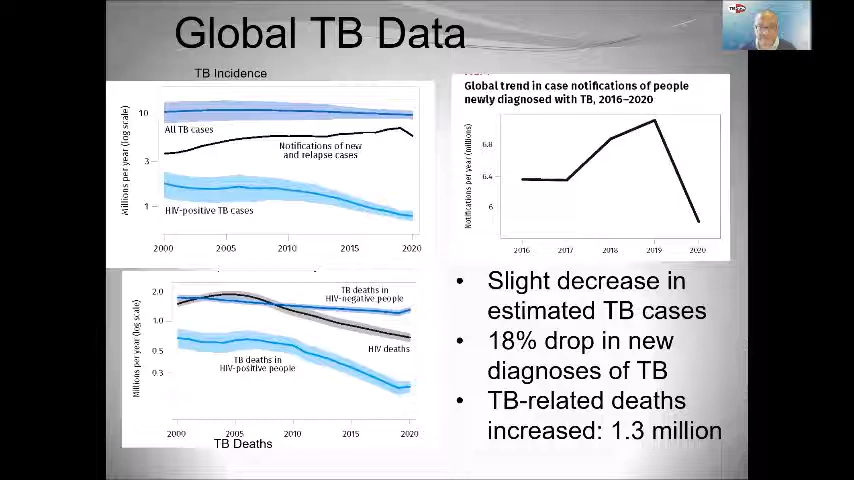 Global TB Data
TB Incidence
Millions per year (log scale)
10
3
1
All TB cases
Notifications of new
and relapse cases
HIV-positive TB cases
2000 2005 2010 2015 2020
Global trend in case notifications of people
newly diagnosed with TB, 2016–2020
Notifications per year (millions)
6.8
6.4
6
2016 2017 2018 2019 2020
Millions per year (log scale)
2.0
1.0
0.5
0.3
TB deaths in
HIV-negative people
HIV deaths
TB deaths in
HIV-positive people
2000 2005 2010 2015 2020
TB Deaths
• Slight decrease in
estimated TB cases
• 18% drop in new
diagnoses of TB
• TB-related deaths
increased: 1.3 million